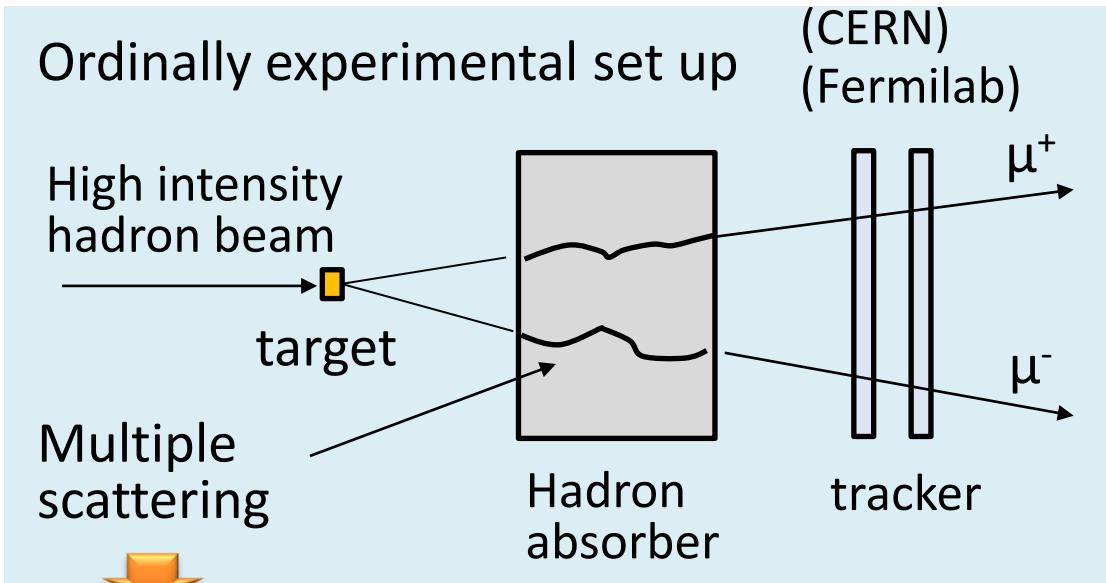 Ordinally experimental set up
(CERN)
(Fermilab)
High intensity
hadron beam
target
Multiple
scattering
Hadron
absorber
tracker
μ⁺
μ⁻